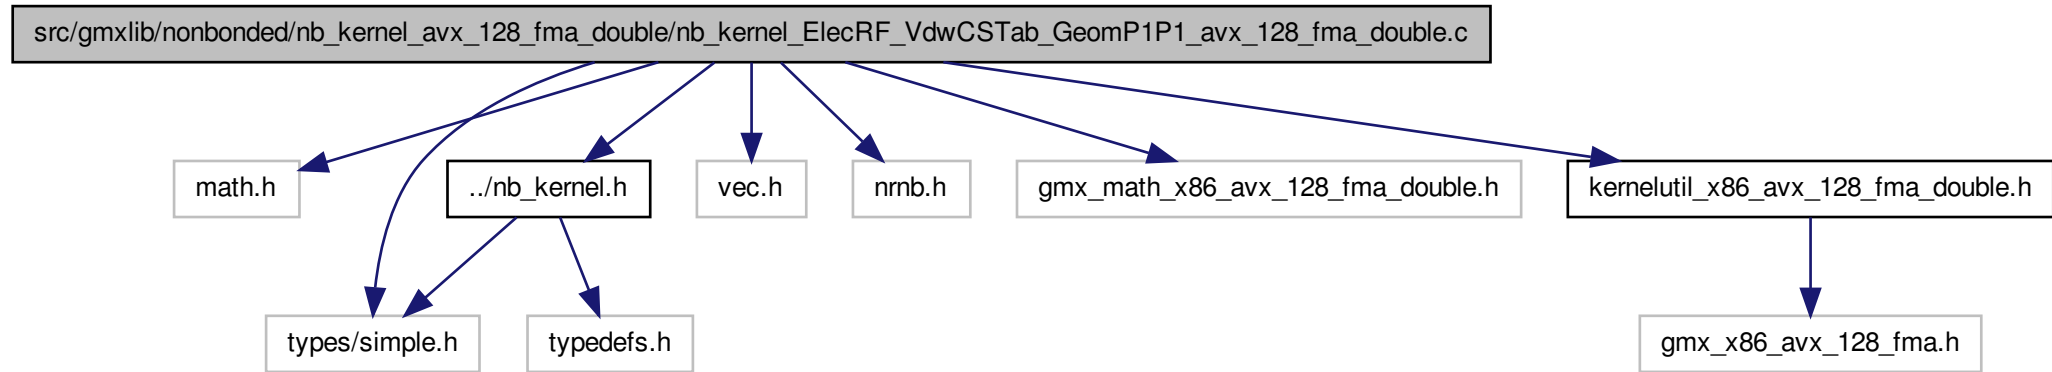 src/gmxlib/nonbonded/nb_kernel_avx_128_fma_double/nb_kernel_ElecRF_VdwCSTab_GeomP1P1_avx_128_fma_double.c
math.h
../nb_kernel.h
vec.h
nrnb.h
gmx_math_x86_avx_128_fma_double.h
kernelutil_x86_avx_128_fma_double.h
types/simple.h
typedefs.h
gmx_x86_avx_128_fma.h